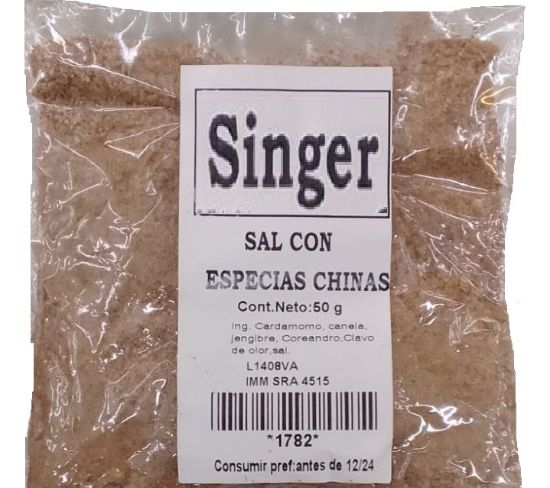 Singer
SAL CON
ESPECIAS CHINAS
Cont.Neto:50 g
Ing. Cardamomo, canela,
jengibre, Coreandro,Clavo
de olor,sal.
L1408VA
IMM SRA 4515
*1782*
Consumir pref:antes de 12/24